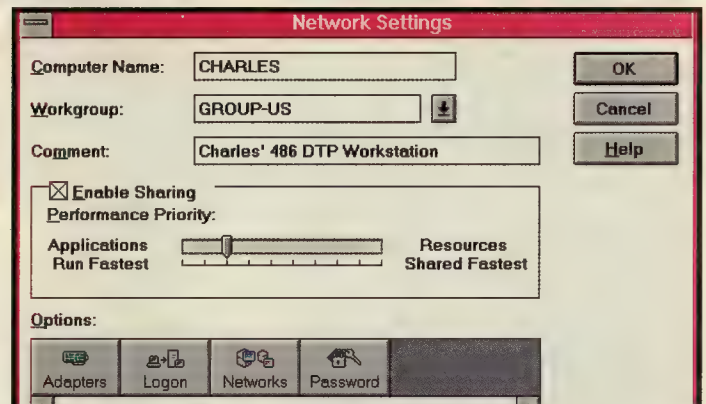 Network Settings
Computer Name: CHARLES
OK
Workgroup: GROUP-US
Cancel
Comment: Charles' 486 DTP Workstation
Help
Enable Sharing
Performance Priority:
Applications Resources
Run Fastest Shared Fastest
Options:
Adapters Logon Networks Password